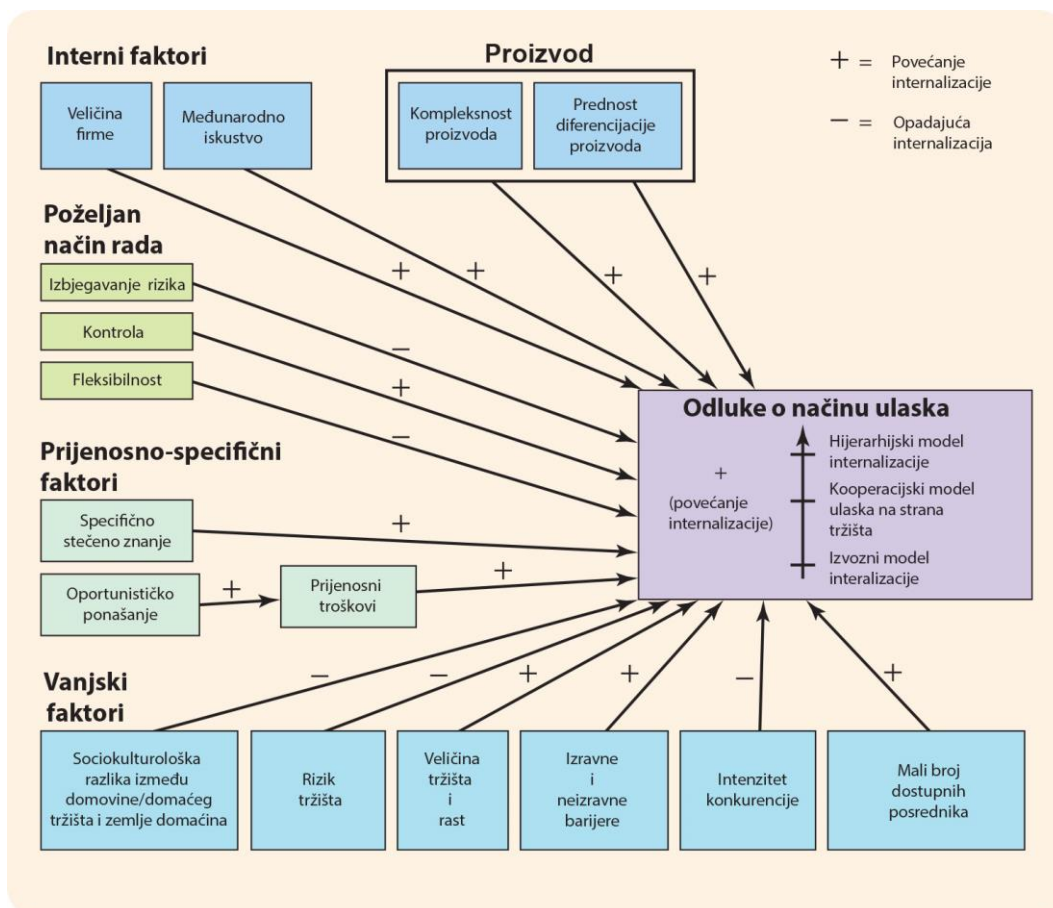 Interni faktori
Veličina
firme
Međunarodno
iskustvo
Proizvod
Kompleksnost
proizvoda
Prednost
diferencijacije
proizvoda
+ = Povećanje
internalizacije
− = Opadajuća
internalizacija
Poželjan
način rada
Izbjegavanje rizika
Kontrola
Fleksibilnost
+
+
+
+
−
+
−
Prijenosno-specifični
faktori
Specifično
stečeno znanje
Oportunističko
ponašanje
+
Prijenosni
troškovi
+
+
Odluke o načinu ulaska
+
(povećanje
internalizacije)
Hijerarhijski model
internalizacije
Kooperacijski model
ulaska na strana
tržišta
Izvozni model
interalizacije
Vanjski
faktori
−
−
+
+
−
+
Sociokulturološka
razlika između
domovine/domaćeg
tržišta i zemlje domaćina
Rizik
tržišta
Veličina
tržišta
i
rast
Izravne
i
neizravne
barijere
Intenzitet
konkurencije
Mali broj
dostupnih
posrednika